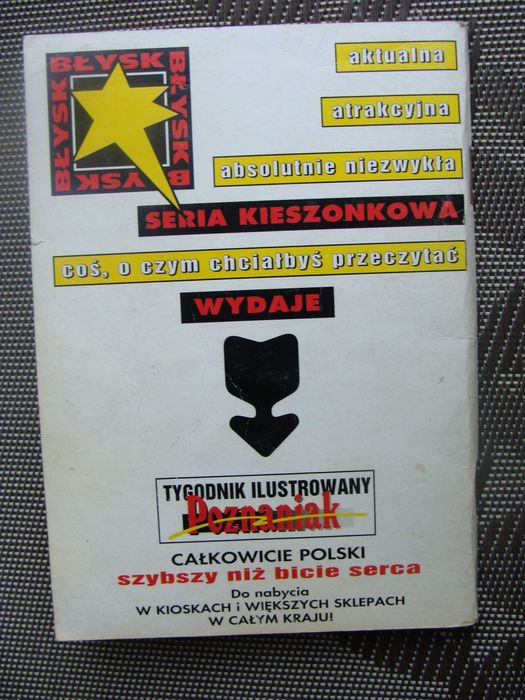 BŁYSK
BŁYSK
BŁYSK
BŁYSK
aktualna
atrakcyjna
absolutnie niezwykła
SERIA KIESZONKOWA
coś, o czym chciałbyś przeczytać
WYDAJE
TYGODNIK ILUSTROWANY
Poznaniak
CAŁKOWICIE POLSKI
szybszy niż bicie serca
Do nabycia
W KIOSKACH i WIĘKSZYCH SKLEPACH
W CAŁYM KRAJU!